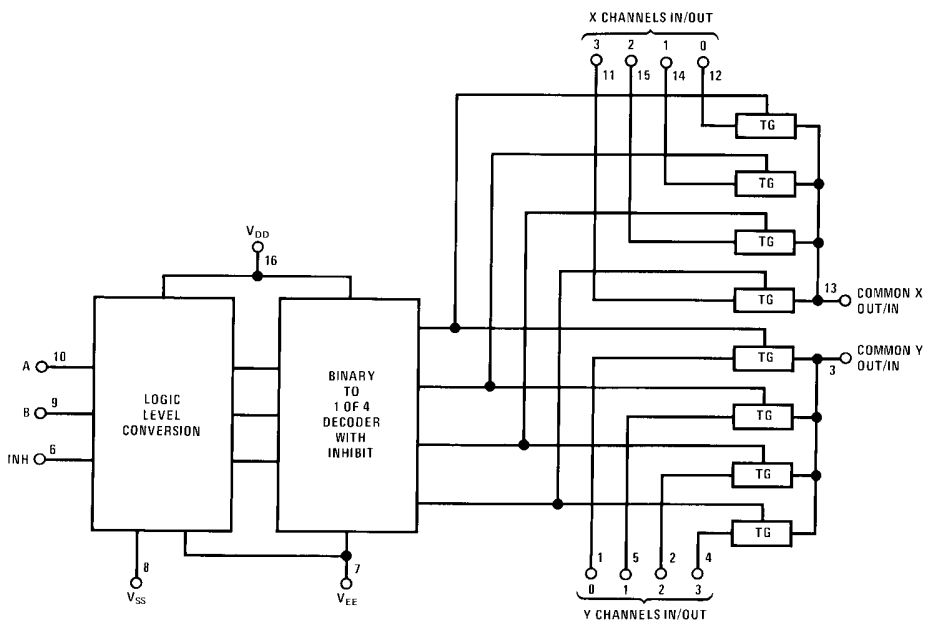 X CHANNELS IN/OUT
3 2 1 0
11 15 14 12
TG
TG
TG
TG
13
COMMON X
OUT/IN
V_DD
16
A 10
B 9
INH 6
LOGIC
LEVEL
CONVERSION
BINARY
TO
1 OF 4
DECODER
WITH
INHIBIT
8
V_SS
7
V_EE
TG
TG
TG
TG
COMMON Y
OUT/IN
3
1 5 2 4
0 1 2 3
Y CHANNELS IN/OUT